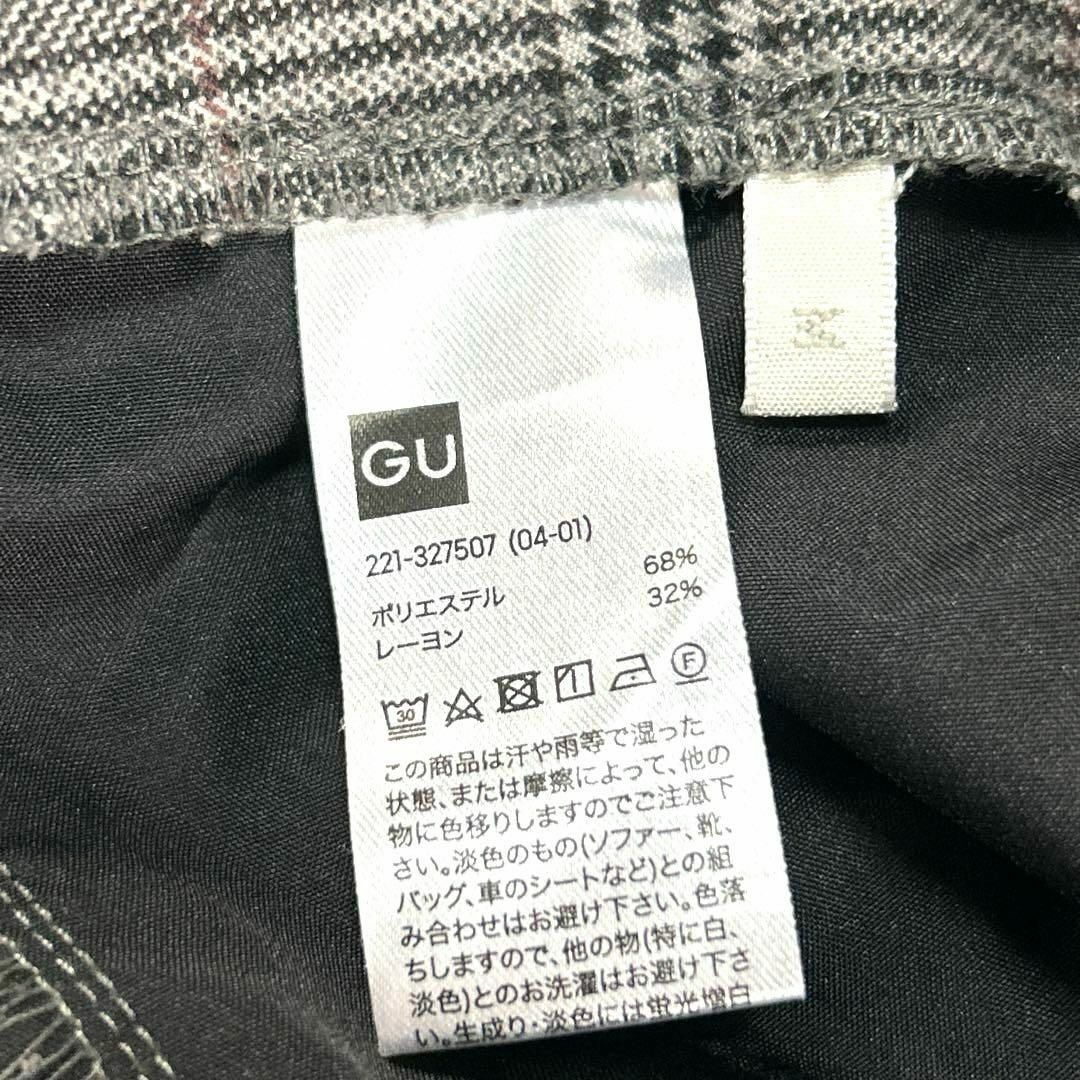 M
GU
221-327507 (04-01)
ポリエステル 68%
レーヨン 32%
30 F
この商品は汗や雨等で湿った
状態、または摩擦によって、他の
物に色移りしますのでご注意下
さい。淡色のもの(ソファー、靴、
バッグ、車のシートなど)との組
み合わせはお避け下さい。色落
ちしますので、他の物(特に白、
淡色)とのお洗濯はお避け下さ
い。生成り・淡色には蛍光増白